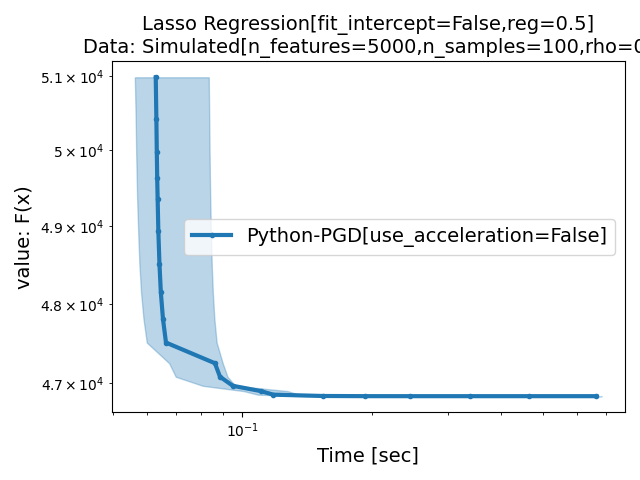 Lasso Regression[fit_intercept=False,reg=0.5]
Data: Simulated[n_features=5000,n_samples=100,rho=0
5.1 × 10⁴
5 × 10⁴
4.9 × 10⁴
4.8 × 10⁴
4.7 × 10⁴
value: F(x)
Python-PGD[use_acceleration=False]
10⁻¹
Time [sec]